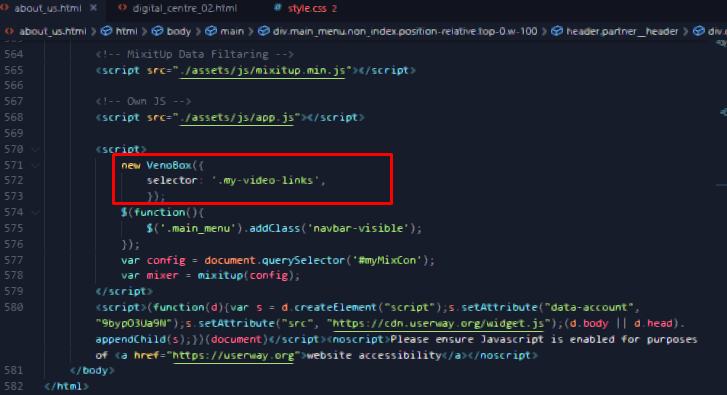 about_us.html
digital_centre_02.html
style.css 2
about_us.html > html > body > main > div.main_menu.non_index.position-relative.top-0.w-100 > header.partner__header > div.
564 <!-- MixitUp Data Filtaring -->
565 <script src="./assets/js/mixitup.min.js"></script>
566
567 <!-- Own JS -->
568 <script src="./assets/js/app.js"></script>
569
570 <script>
571 new VenoBox({
572 selector: '.my-video-links',
573 });
574 $(function(){
575 $('.main_menu').addClass('navbar-visible');
576 });
577 var config = document.querySelector('#myMixCon');
578 var mixer = mixitup(config);
579 </script>
580 <script>(function(d){var s = d.createElement("script");s.setAttribute("data-account",
"9bypO3Ua9N");s.setAttribute("src", "https://cdn.userway.org/widget.js");(d.body || d.head).
appendChild(s);})(document)</script><noscript>Please ensure Javascript is enabled for purposes
of <a href="https://userway.org">website accessibility</a></noscript>
581 </body>
582 </html>